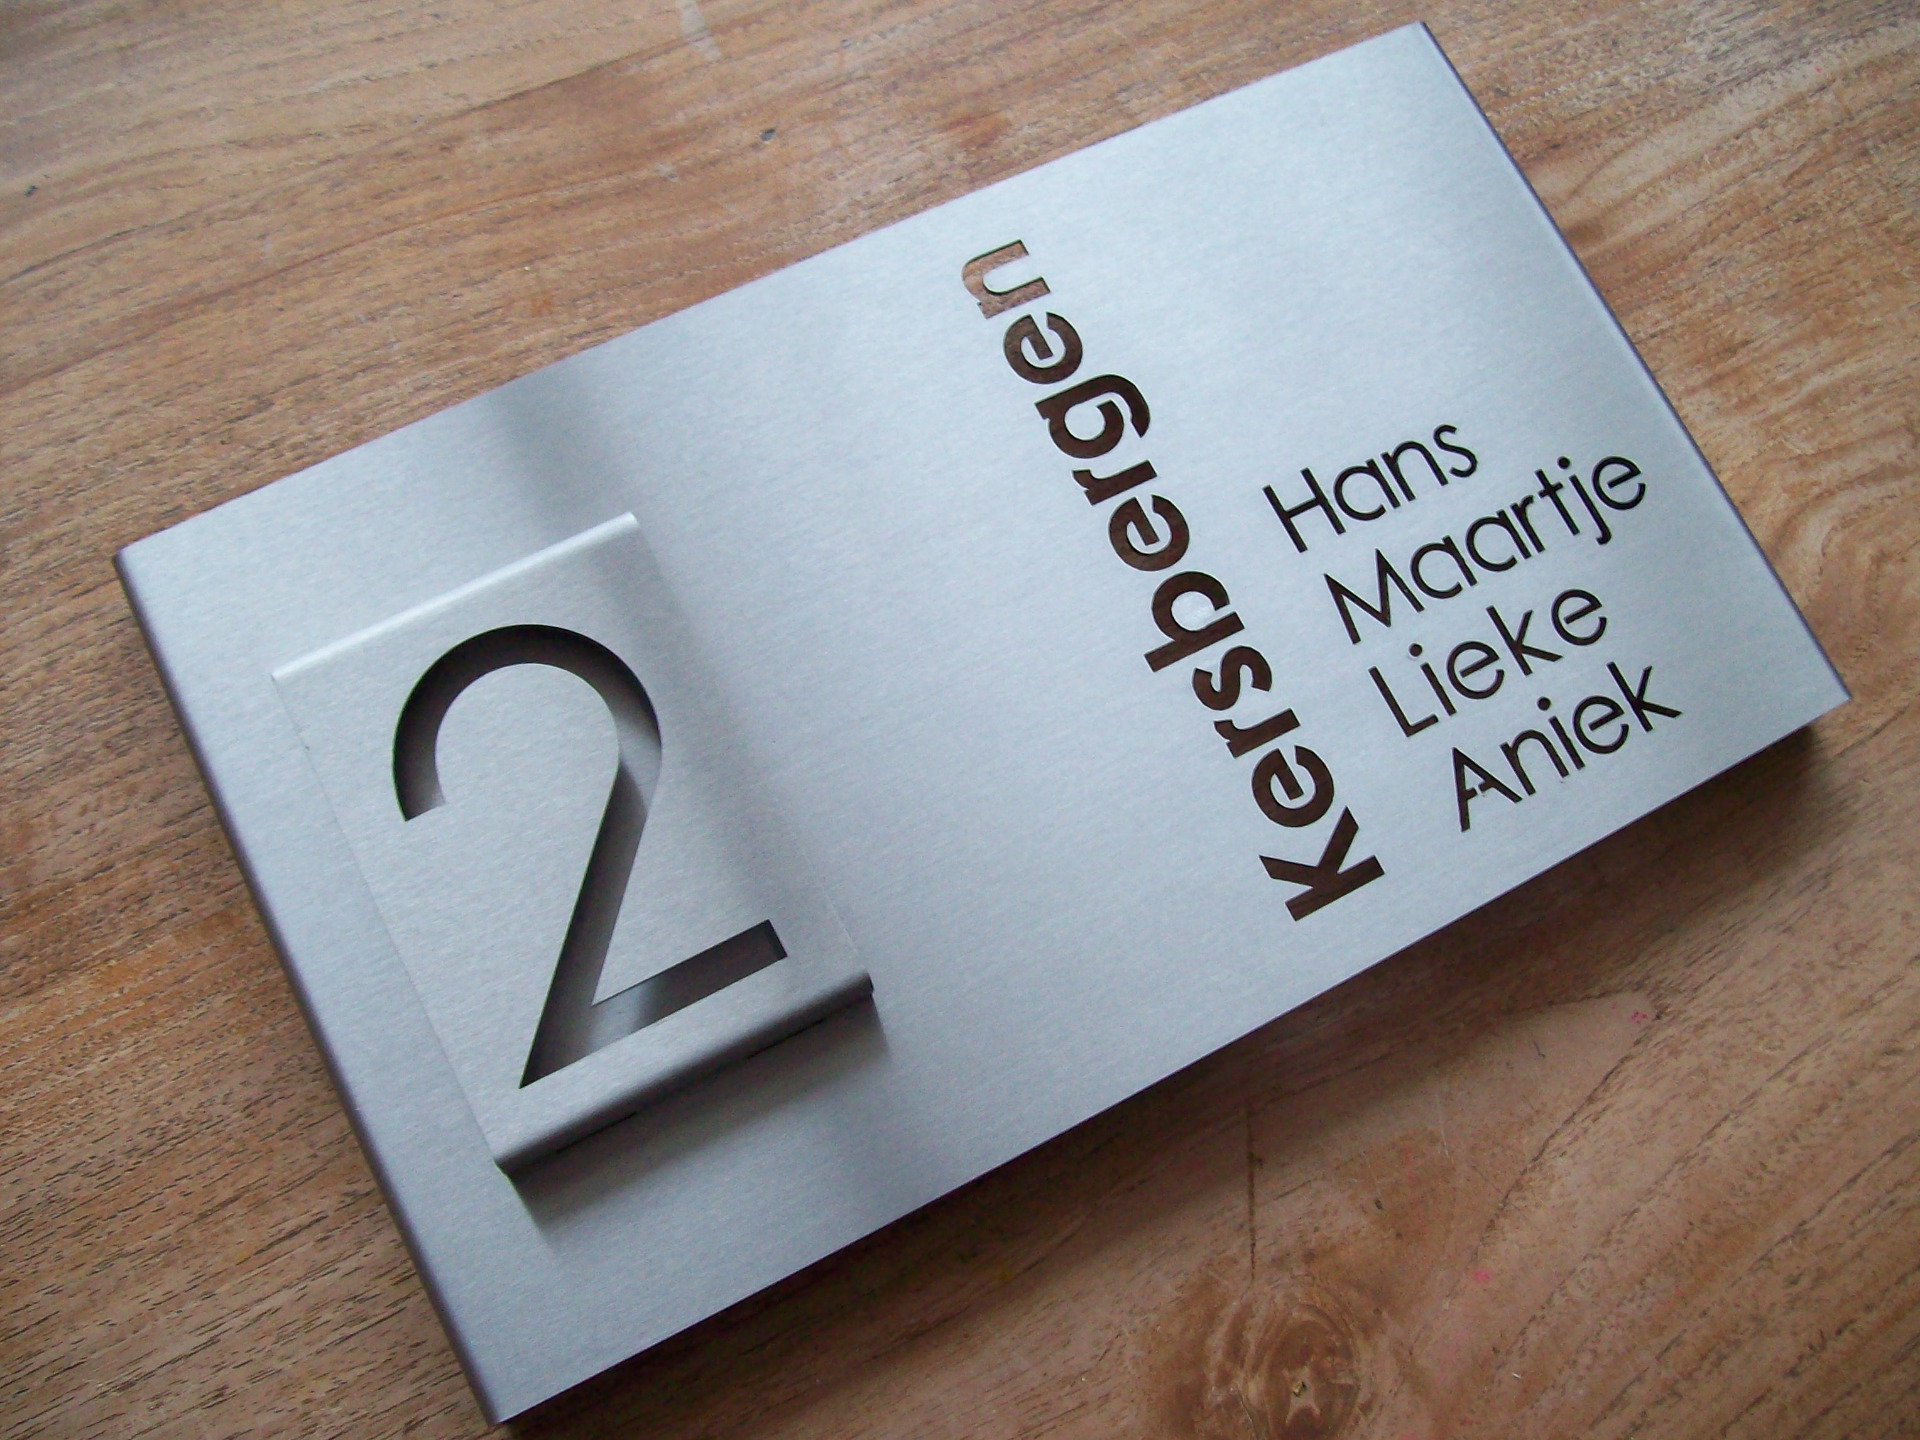 2
Kersbergen
Hans
Maartje
Lieke
Aniek